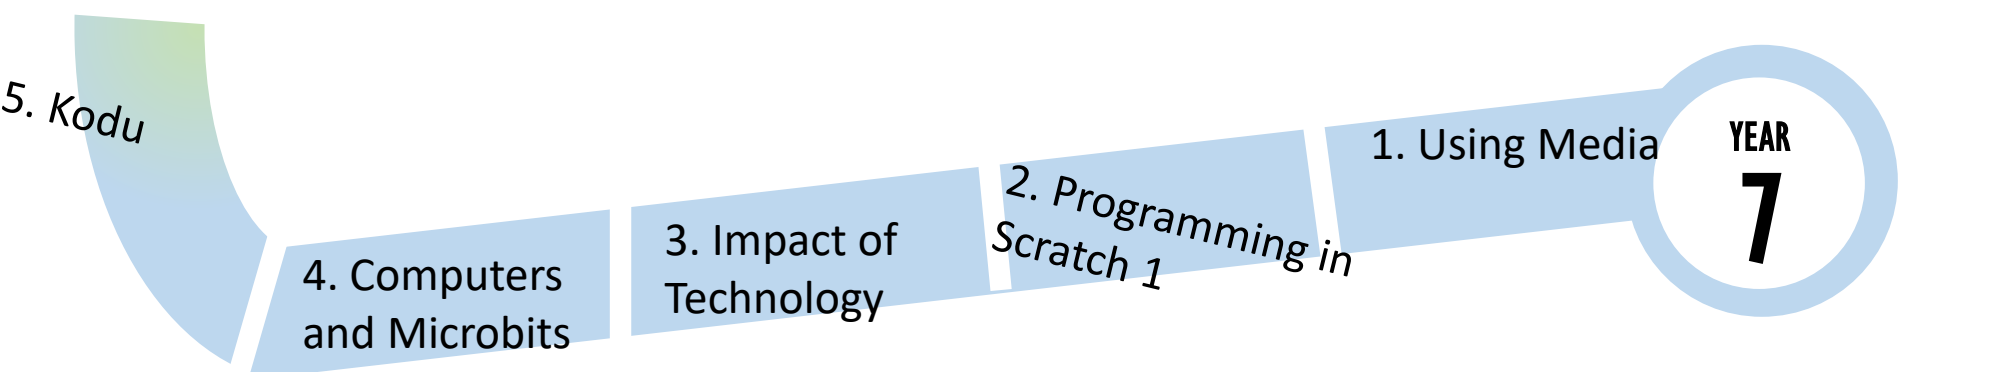 YEAR
7
1. Using Media
2. Programming in
Scratch 1
3. Impact of
Technology
4. Computers
and Microbits
5. Kodu